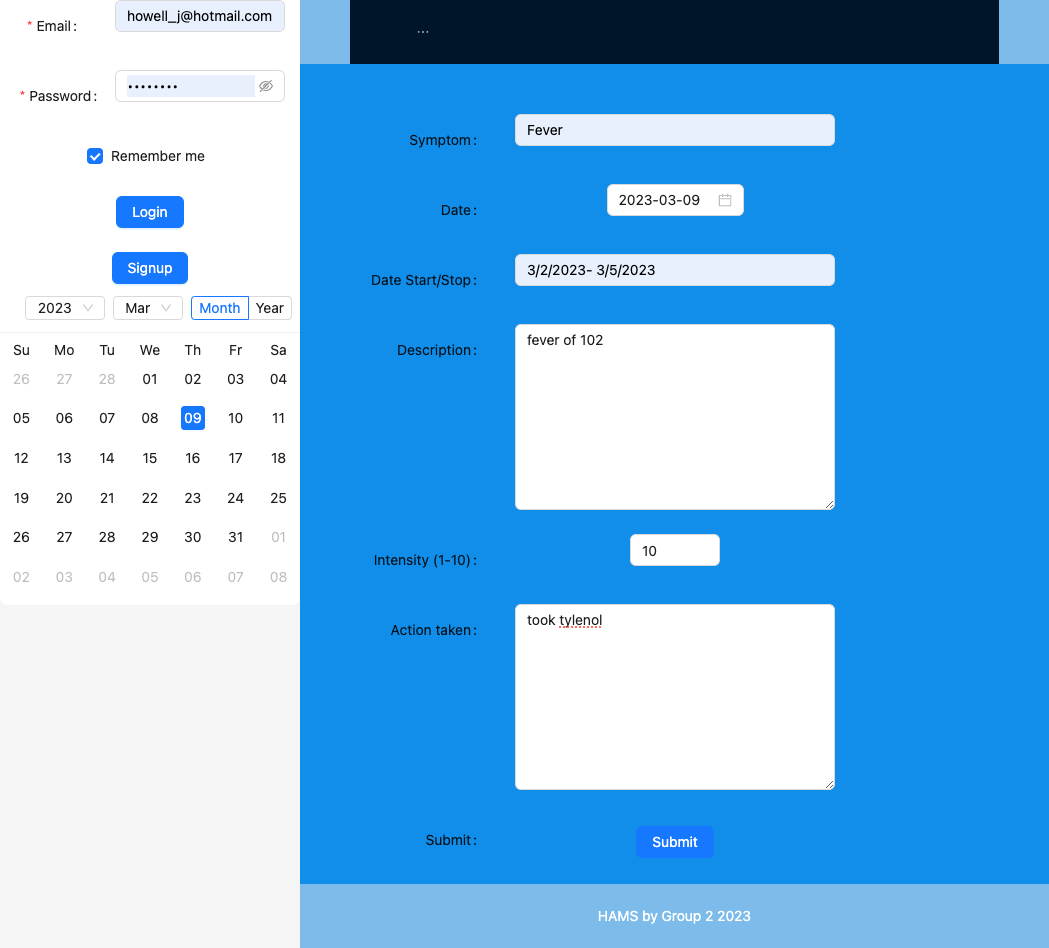 * Email :
howell_j@hotmail.com
* Password :
••••••••
Remember me
Login
Signup
2023 Mar Month Year
Su Mo Tu We Th Fr Sa
26 27 28 01 02 03 04
05 06 07 08 09 10 11
12 13 14 15 16 17 18
19 20 21 22 23 24 25
26 27 28 29 30 31 01
02 03 04 05 06 07 08
...
Symptom : Fever
Date : 2023-03-09
Date Start/Stop : 3/2/2023- 3/5/2023
Description : fever of 102
Intensity (1-10) : 10
Action taken : took tylenol
Submit : Submit
HAMS by Group 2 2023